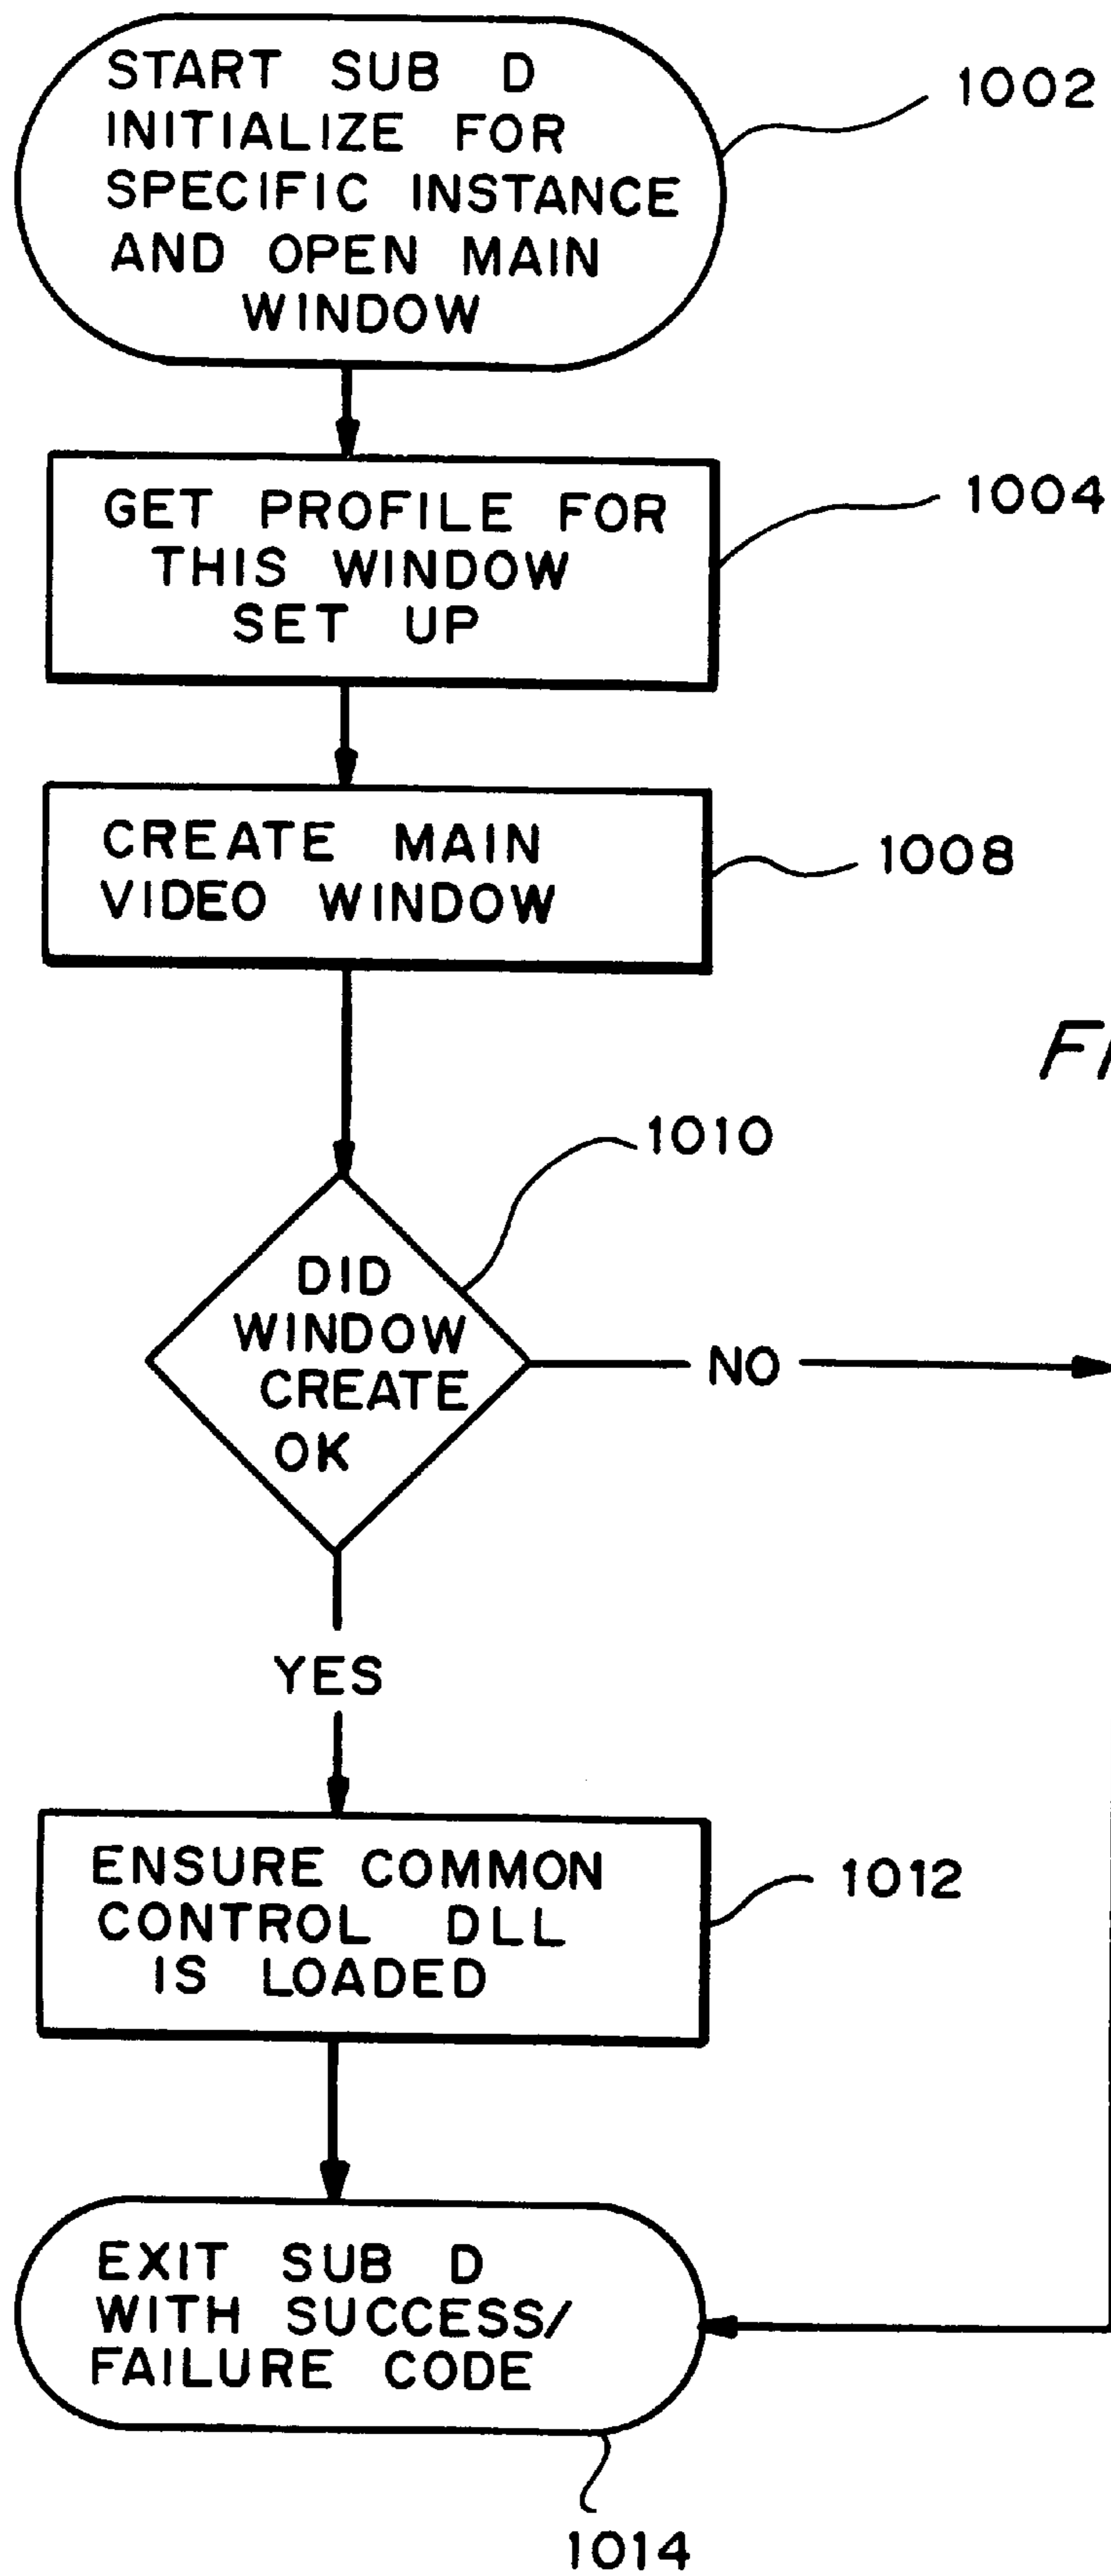 START SUB D
INITIALIZE FOR
SPECIFIC INSTANCE
AND OPEN MAIN
WINDOW
1002
GET PROFILE FOR
THIS WINDOW
SET UP
1004
CREATE MAIN
VIDEO WINDOW
1008
1010
DID
WINDOW
CREATE
OK
NO
YES
ENSURE COMMON
CONTROL DLL
IS LOADED
1012
EXIT SUB D
WITH SUCCESS/
FAILURE CODE
1014